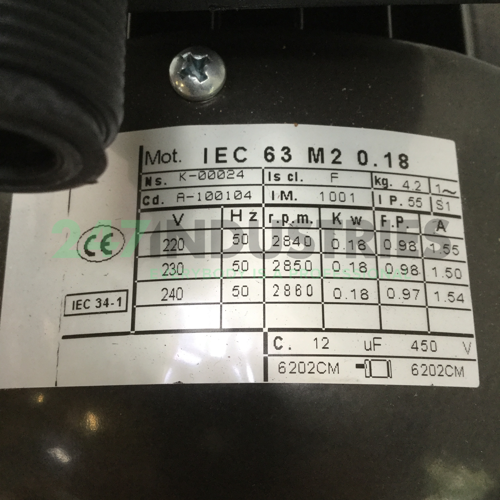 Mot. IEC 63 M2 0.18
Ns. K-00024 Is cl. F kg. 4.2 1~
Cd. A-100104 IM. 1001 IP. 55 S1
V Hz r.p.m. Kw F.P. A
220 50 2840 0.18 0.98 1.55
230 50 2850 0.18 0.98 1.50
240 50 2860 0.18 0.97 1.54
CE
IEC 34-1
C. 12 uF 450 V
6202CM 6202CM
247INDUSTRIES